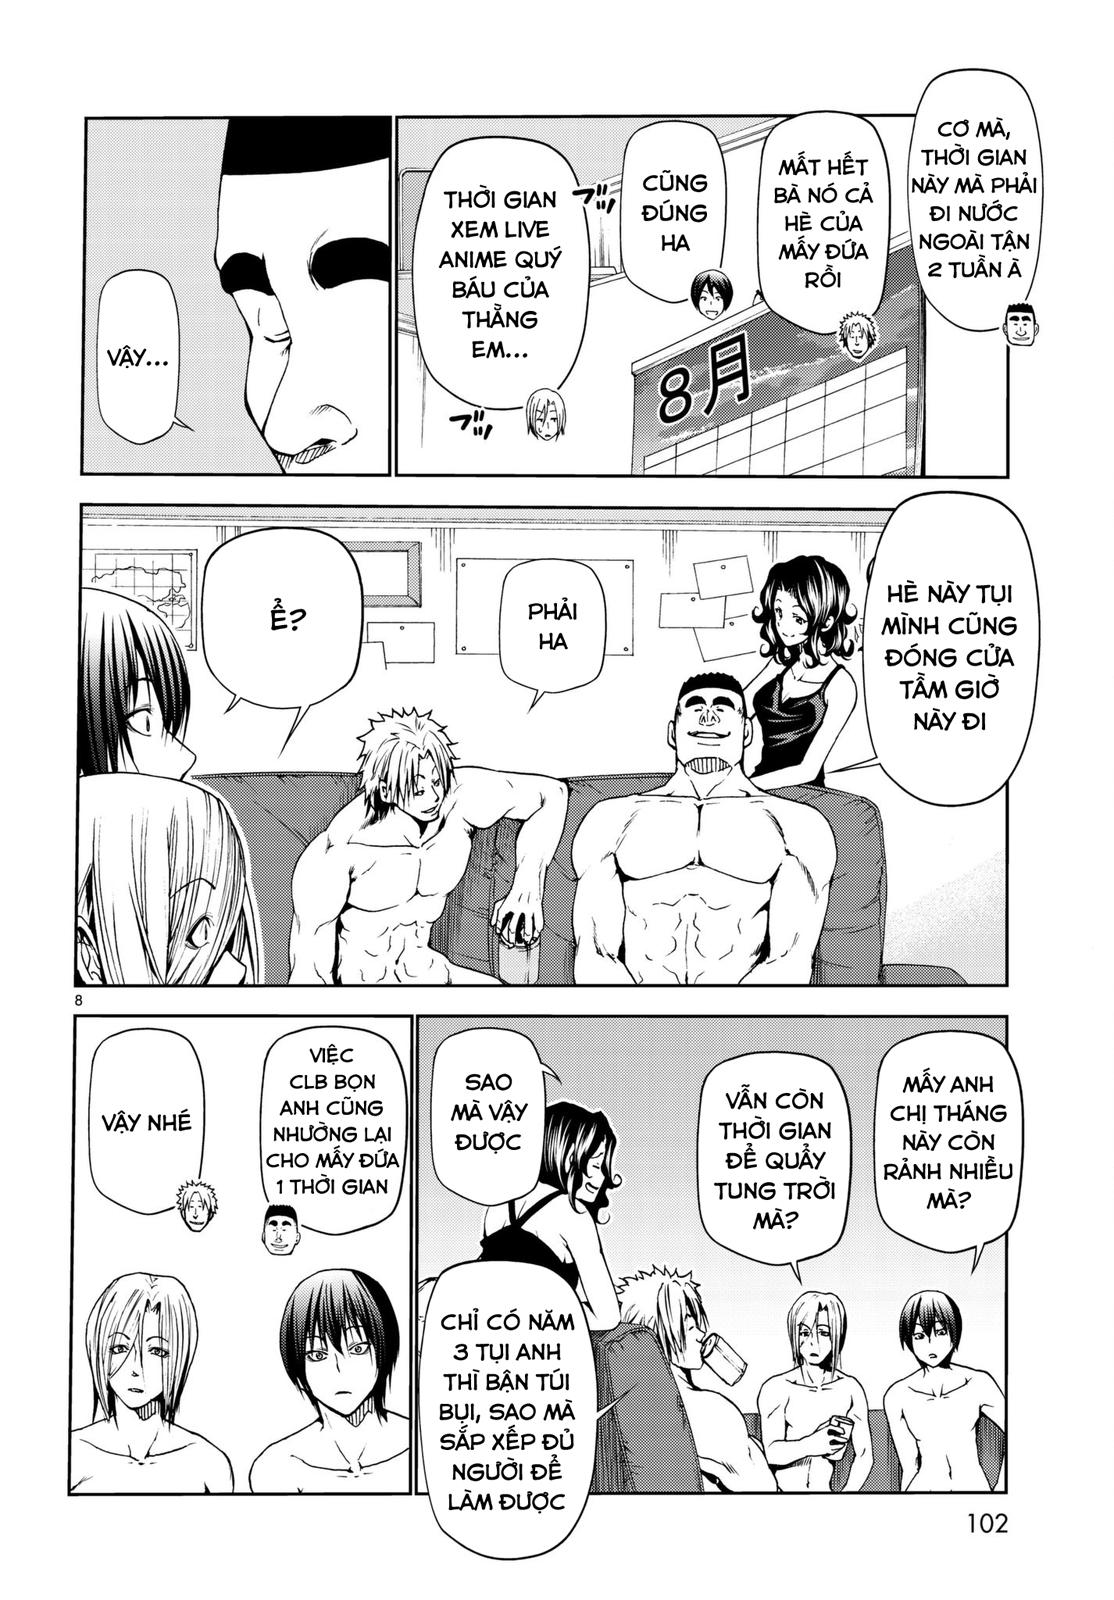 CƠ MÀ,
THỜI GIAN
NÀY MÀ PHẢI
ĐI NƯỚC
NGOÀI TẬN
2 TUẦN À
MẤT HẾT
BÀ NÓ CẢ
HÈ CỦA
MẤY ĐỨA
RỒI
CŨNG
ĐÚNG
HA
THỜI GIAN
XEM LIVE
ANIME QUÝ
BÁU CỦA
THẰNG
EM...
ブツ
ブツ
8月
VẬY...
HÈ NÀY TỤI
MÌNH CŨNG
ĐÓNG CỬA
TẦM GIỜ
NÀY ĐI
PHẢI
HA
Ể?
8
MẤY ANH
CHỊ THÁNG
NÀY CÒN
RẢNH NHIỀU
MÀ?
VẪN CÒN
THỜI GIAN
ĐỂ QUẨY
TUNG TRỜI
MÀ?
SAO
MÀ VẬY
ĐƯỢC
CHỈ CÓ NĂM
3 TỤI ANH
THÌ BẬN TÚI
BỤI, SAO MÀ
SẮP XẾP ĐỦ
NGƯỜI ĐỂ
LÀM ĐƯỢC
VIỆC
CLB BỌN
ANH CŨNG
NHƯỜNG LẠI
CHO MẤY ĐỨA
1 THỜI GIAN
VẬY NHÉ
102